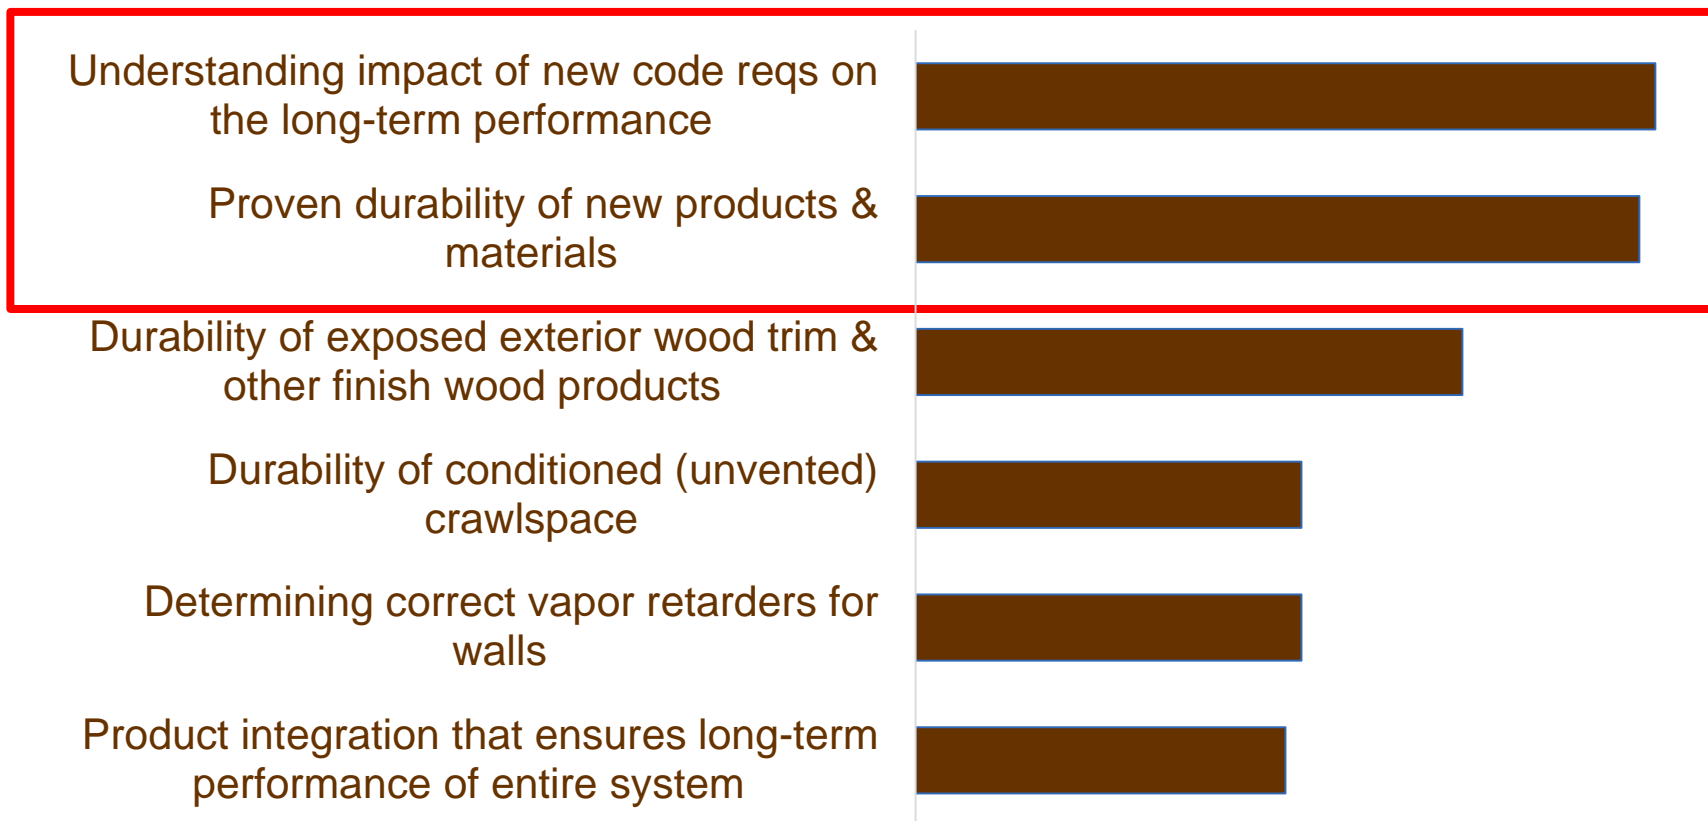 Understanding impact of new code reqs on
the long-term performance
Proven durability of new products &
materials
Durability of exposed exterior wood trim &
other finish wood products
Durability of conditioned (unvented)
crawlspace
Determining correct vapor retarders for
walls
Product integration that ensures long-term
performance of entire system